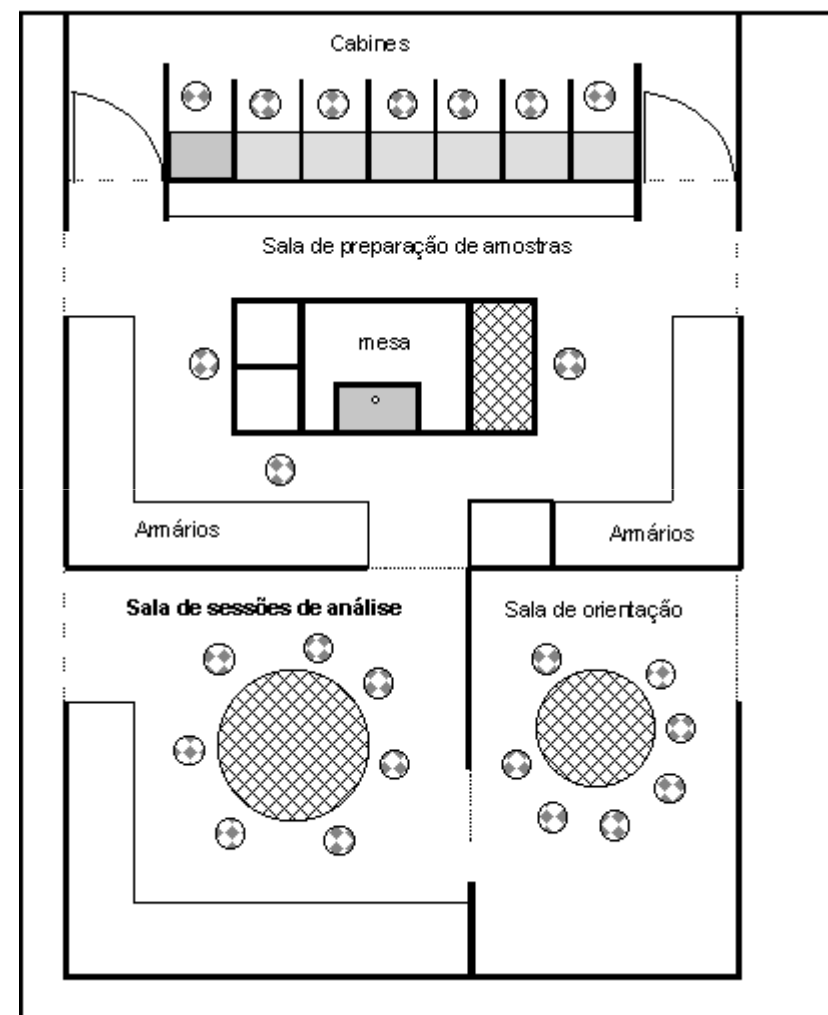 Cabines
Sala de preparação de amostras
mesa
Armários
Armários
Sala de sessões de análise
Sala de orientação